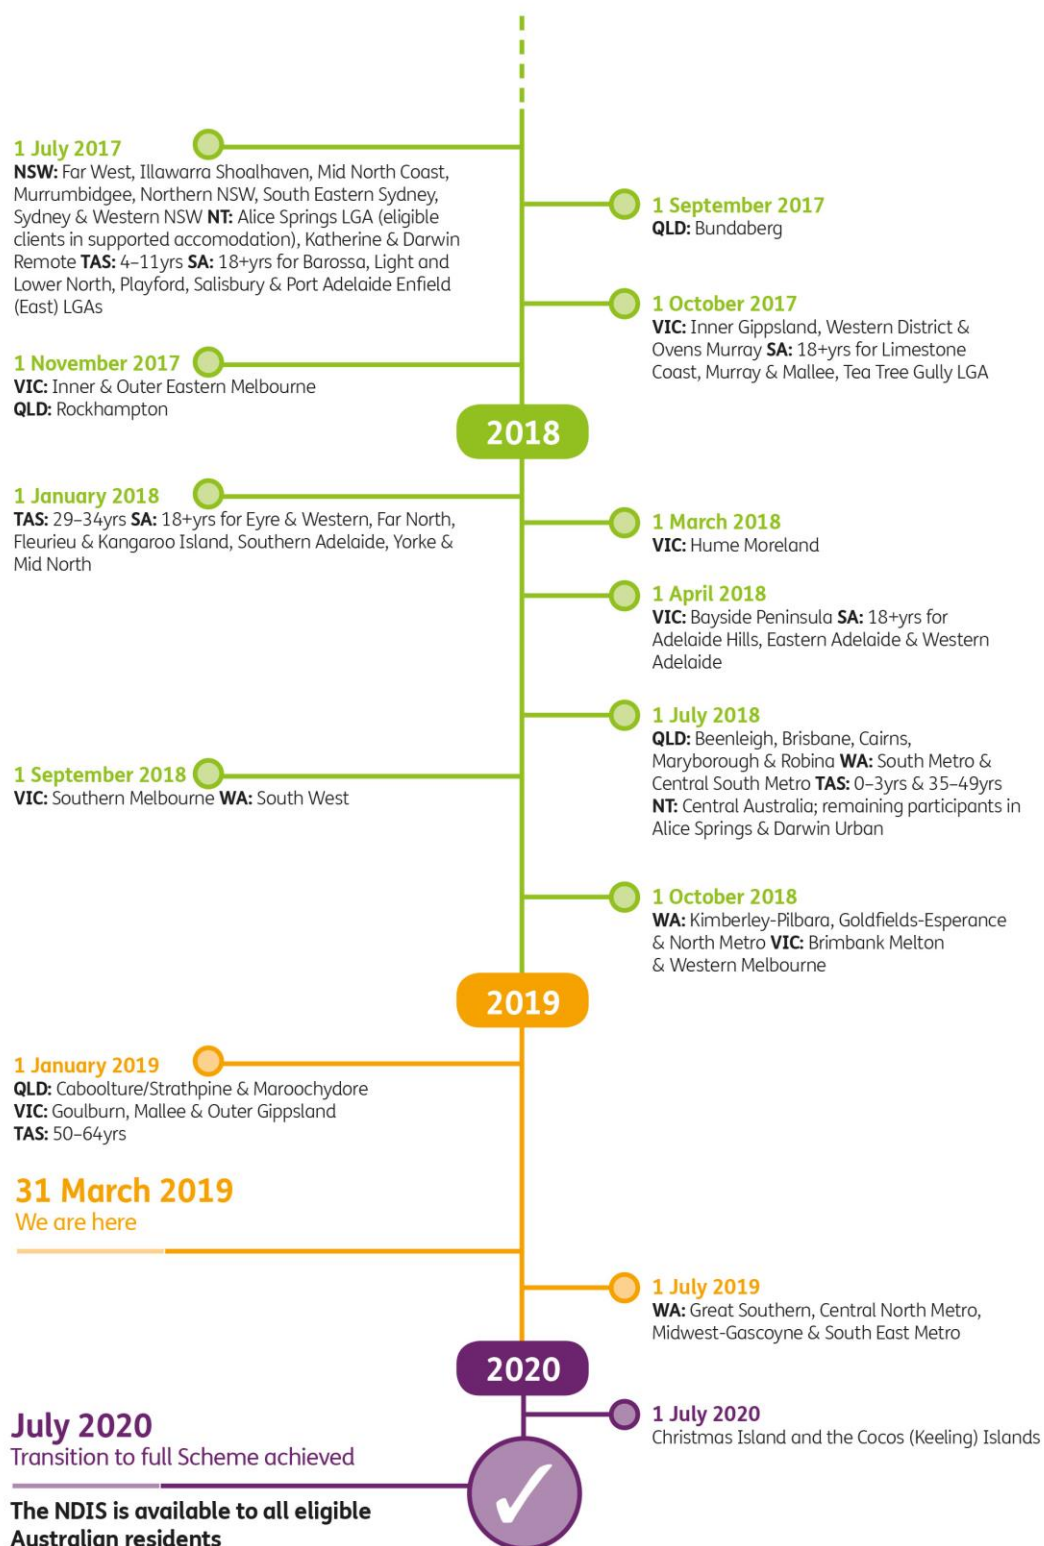 1 July 2017
NSW: Far West, Illawarra Shoalhaven, Mid North Coast,
Murrumbidgee, Northern NSW, South Eastern Sydney,
Sydney & Western NSW NT: Alice Springs LGA (eligible
clients in supported accomodation), Katherine & Darwin
Remote TAS: 4–11yrs SA: 18+yrs for Barossa, Light and
Lower North, Playford, Salisbury & Port Adelaide Enfield
(East) LGAs
1 September 2017
QLD: Bundaberg
1 October 2017
VIC: Inner Gippsland, Western District &
Ovens Murray SA: 18+yrs for Limestone
Coast, Murray & Mallee, Tea Tree Gully LGA
1 November 2017
VIC: Inner & Outer Eastern Melbourne
QLD: Rockhampton
2018
1 January 2018
TAS: 29–34yrs SA: 18+yrs for Eyre & Western, Far North,
Fleurieu & Kangaroo Island, Southern Adelaide, Yorke &
Mid North
1 March 2018
VIC: Hume Moreland
1 April 2018
VIC: Bayside Peninsula SA: 18+yrs for
Adelaide Hills, Eastern Adelaide & Western
Adelaide
1 July 2018
QLD: Beenleigh, Brisbane, Cairns,
Maryborough & Robina WA: South Metro &
Central South Metro TAS: 0–3yrs & 35–49yrs
NT: Central Australia; remaining participants in
Alice Springs & Darwin Urban
1 September 2018
VIC: Southern Melbourne WA: South West
1 October 2018
WA: Kimberley-Pilbara, Goldfields-Esperance
& North Metro VIC: Brimbank Melton
& Western Melbourne
2019
1 January 2019
QLD: Caboolture/Strathpine & Maroochydore
VIC: Goulburn, Mallee & Outer Gippsland
TAS: 50–64yrs
31 March 2019
We are here
1 July 2019
WA: Great Southern, Central North Metro,
Midwest-Gascoyne & South East Metro
2020
1 July 2020
Christmas Island and the Cocos (Keeling) Islands
July 2020
Transition to full Scheme achieved
The NDIS is available to all eligible
Australian residents